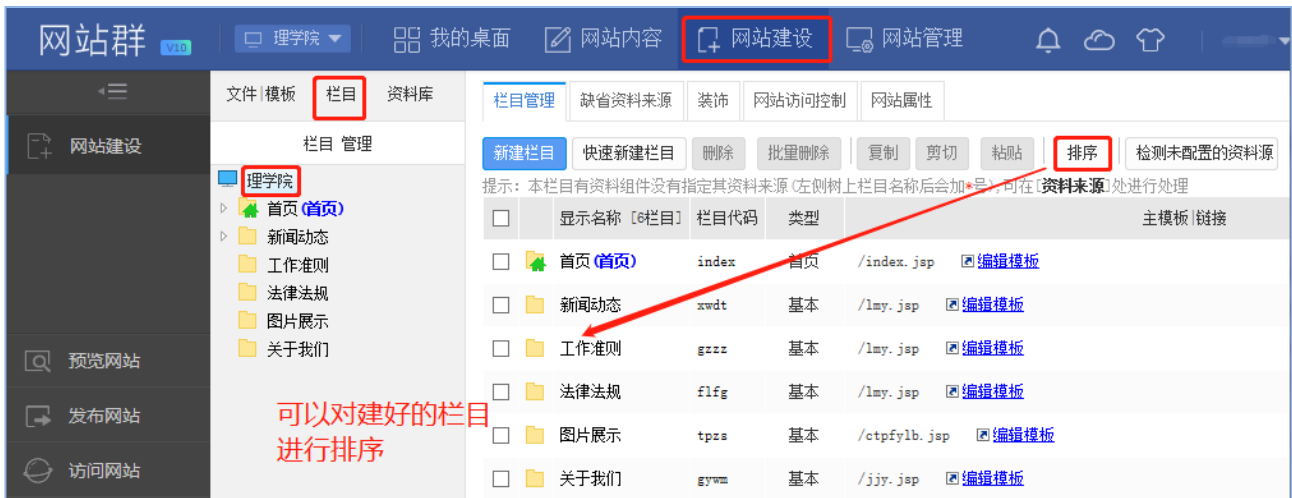 网站群 V10 理学院 我的桌面 网站内容 网站建设 网站管理
文件|模板 栏目 资料库
栏目管理 缺省资料来源 装饰 网站访问控制 网站属性
网站建设
栏目 管理
新建栏目 快速新建栏目 删除 批量删除 复制 剪切 粘贴 排序 检测未配置的资料源
提示：本栏目有资料组件没有指定其资料来源(左侧树上栏目名称后会加*号),可在[资料来源]处进行处理
理学院
首页(首页)
新闻动态
工作准则
法律法规
图片展示
关于我们
显示名称 [6栏目] 栏目代码 类型 主模板|链接
首页(首页) index 首页 /index.jsp 编辑模板
新闻动态 xwdt 基本 /lmy.jsp 编辑模板
工作准则 gzzz 基本 /lmy.jsp 编辑模板
法律法规 flfg 基本 /lmy.jsp 编辑模板
图片展示 tpzs 基本 /ctpfylb.jsp 编辑模板
关于我们 gywm 基本 /jjy.jsp 编辑模板
预览网站
发布网站
访问网站
可以对建好的栏目
进行排序